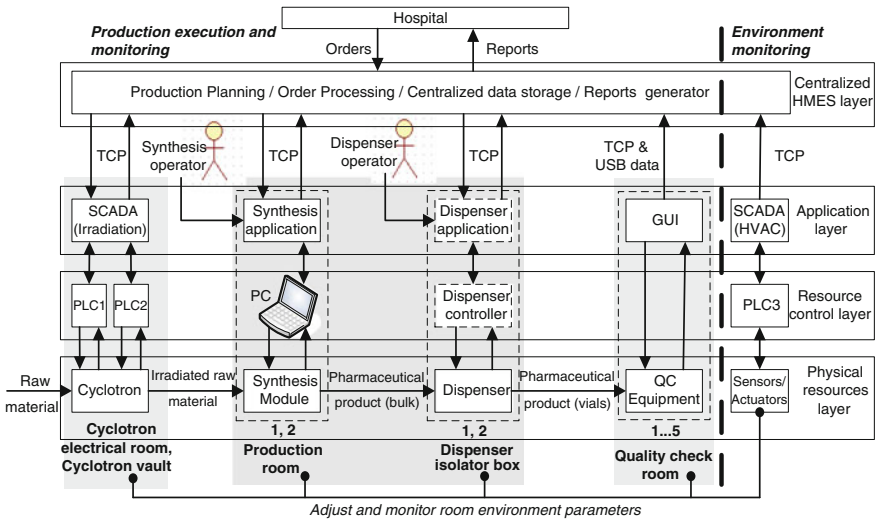 Hospital
Production execution and
monitoring
Environment
monitoring
Orders
Reports
Production Planning / Order Processing / Centralized data storage / Reports generator
Centralized
HMES layer
TCP
Synthesis
operator
TCP
Dispenser
operator
TCP
TCP &
USB data
TCP
SCADA
(Irradiation)
Synthesis
application
Dispenser
application
GUI
SCADA
(HVAC)
Application
layer
PLC1
PLC2
PC
Dispenser
controller
PLC3
Resource
control layer
Raw
material
Cyclotron
Irradiated raw
material
Synthesis
Module
Pharmaceutical
product (bulk)
Dispenser
Pharmaceutical
product (vials)
QC
Equipment
Sensors/
Actuators
Physical
resources
layer
Cyclotron
electrical room,
Cyclotron vault
1, 2
Production
room
1, 2
Dispenser
isolator box
1...5
Quality check
room
Adjust and monitor room environment parameters